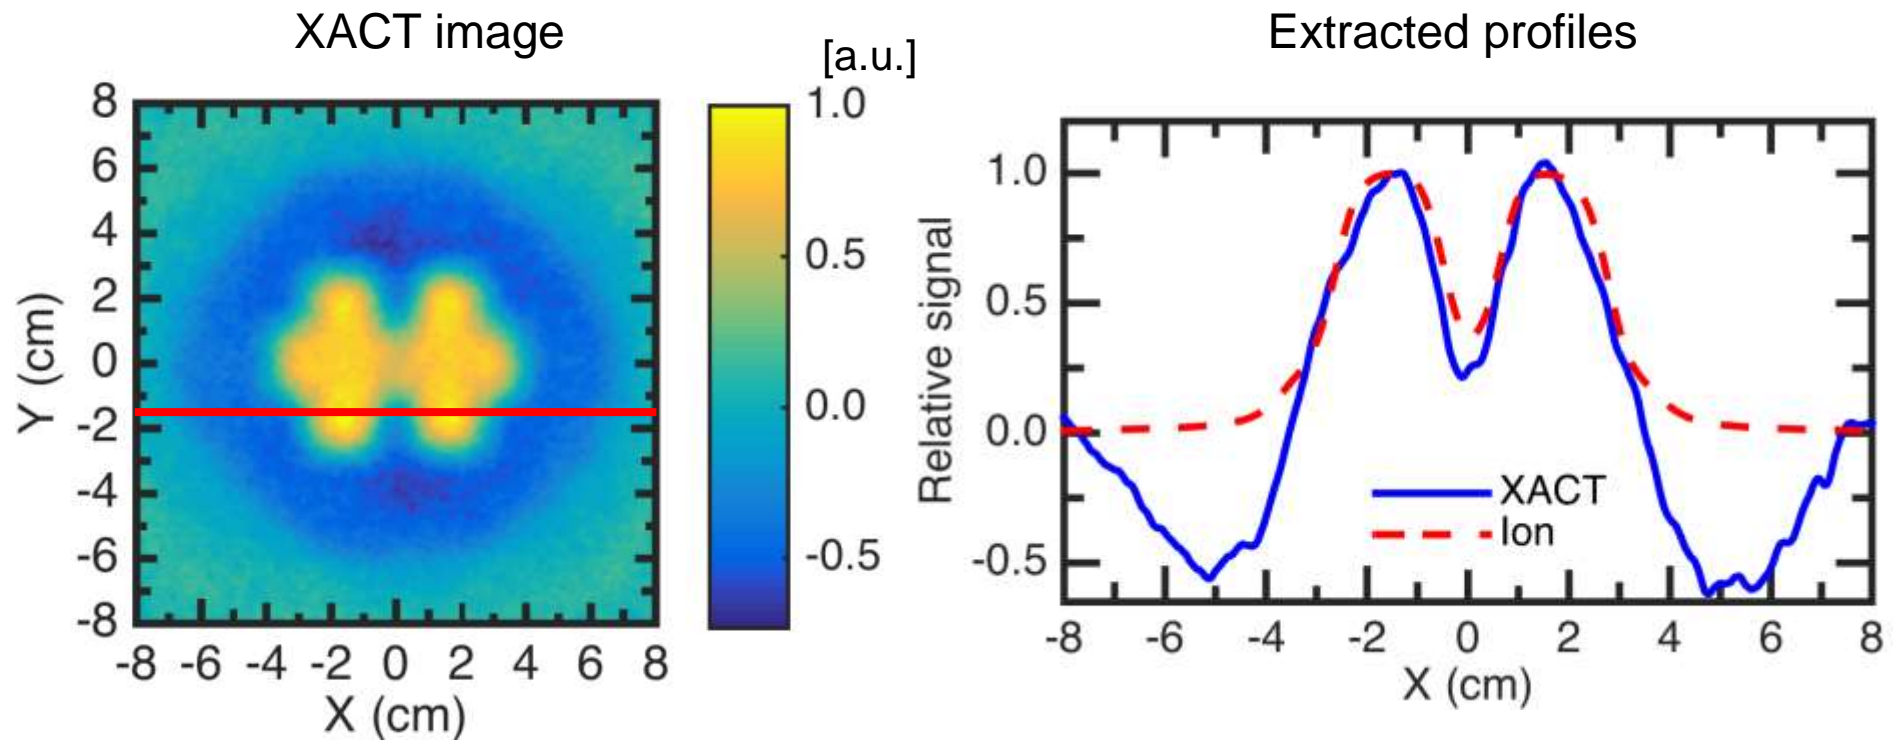 XACT image
[a.u.]
8
6
4
2
0
-2
-4
-6
-8
Y (cm)
-8 -6 -4 -2 0 2 4 6 8
X (cm)
1.0
0.5
0.0
-0.5
Extracted profiles
1.0
0.5
0.0
-0.5
Relative signal
XACT
Ion
-8 -6 -4 -2 0 2 4 6 8
X (cm)